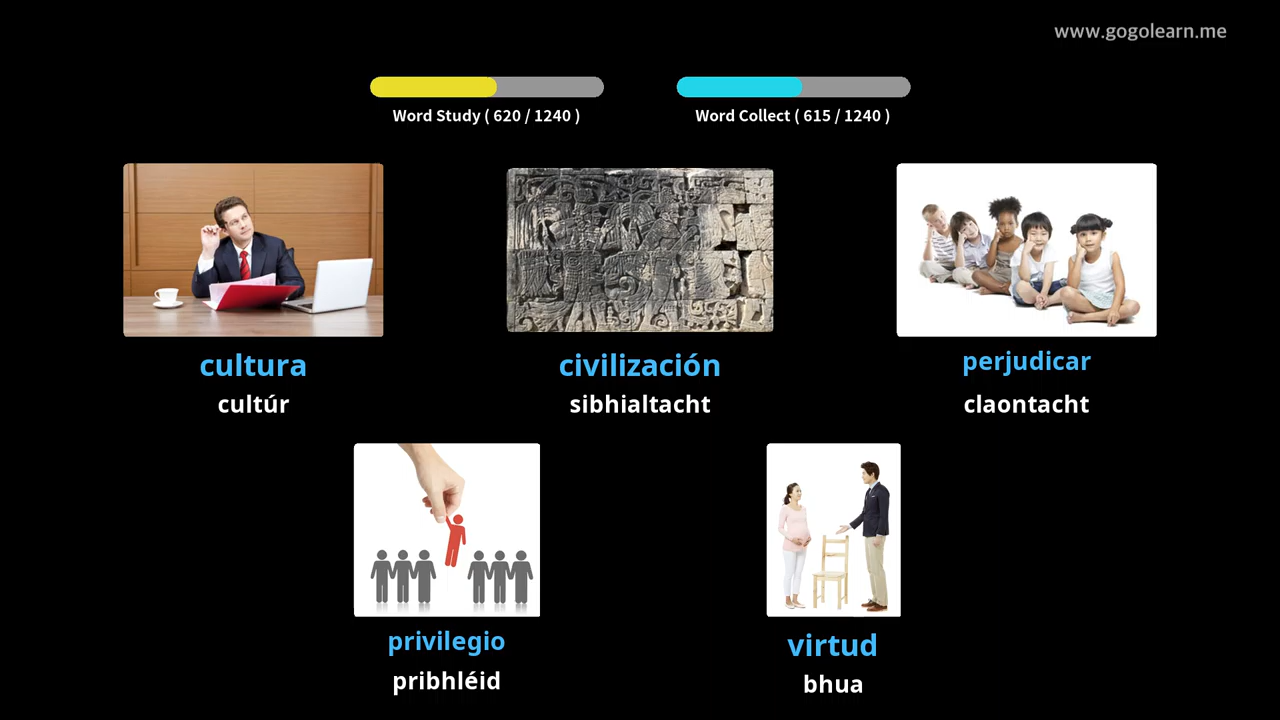 www.gogolearn.me
Word Study ( 620 / 1240 )
Word Collect ( 615 / 1240 )
cultura
cultúr
civilización
sibhialtacht
perjudicar
claontacht
privilegio
pribhléid
virtud
bhua